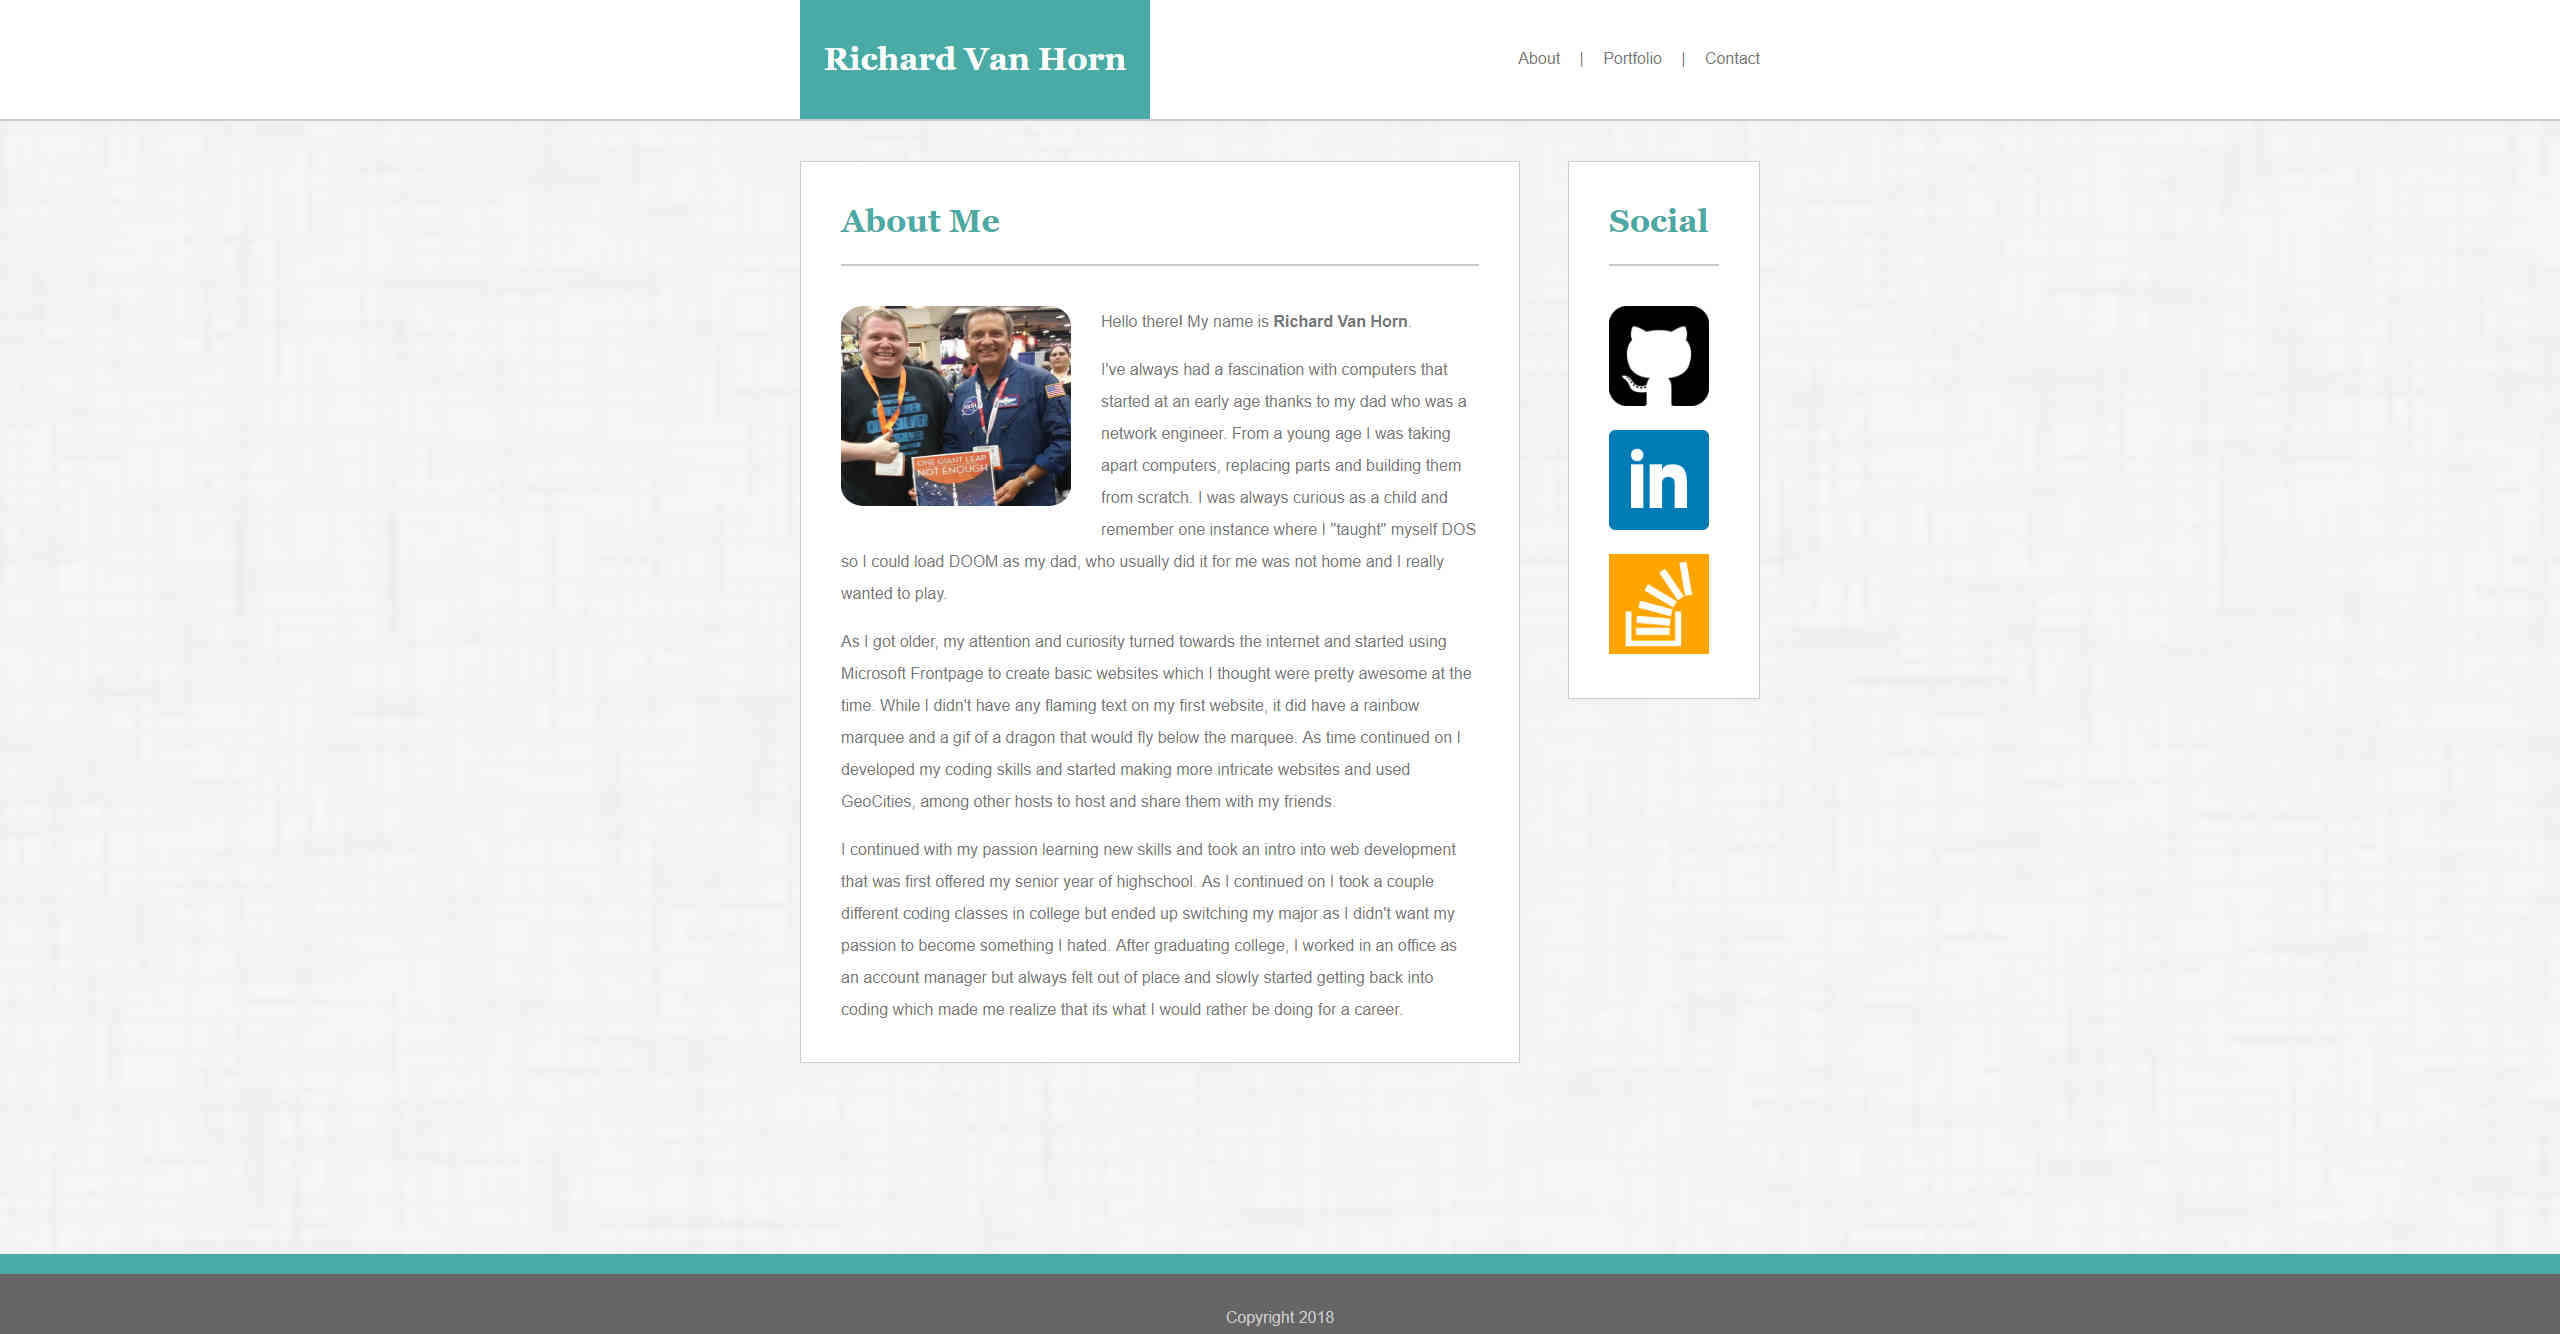 Richard Van Horn
About | Portfolio | Contact
About Me
Social
ONE GIANT LEAP
NOT ENOUGH
Hello there! My name is Richard Van Horn.
I've always had a fascination with computers that
started at an early age thanks to my dad who was a
network engineer. From a young age I was taking
apart computers, replacing parts and building them
from scratch. I was always curious as a child and
remember one instance where I "taught" myself DOS
so I could load DOOM as my dad, who usually did it for me was not home and I really
wanted to play.
As I got older, my attention and curiosity turned towards the internet and started using
Microsoft Frontpage to create basic websites which I thought were pretty awesome at the
time. While I didn't have any flaming text on my first website, it did have a rainbow
marquee and a gif of a dragon that would fly below the marquee. As time continued on I
developed my coding skills and started making more intricate websites and used
GeoCities, among other hosts to host and share them with my friends.
I continued with my passion learning new skills and took an intro into web development
that was first offered my senior year of highschool. As I continued on I took a couple
different coding classes in college but ended up switching my major as I didn't want my
passion to become something I hated. After graduating college, I worked in an office as
an account manager but always felt out of place and slowly started getting back into
coding which made me realize that its what I would rather be doing for a career.
in
Copyright 2018